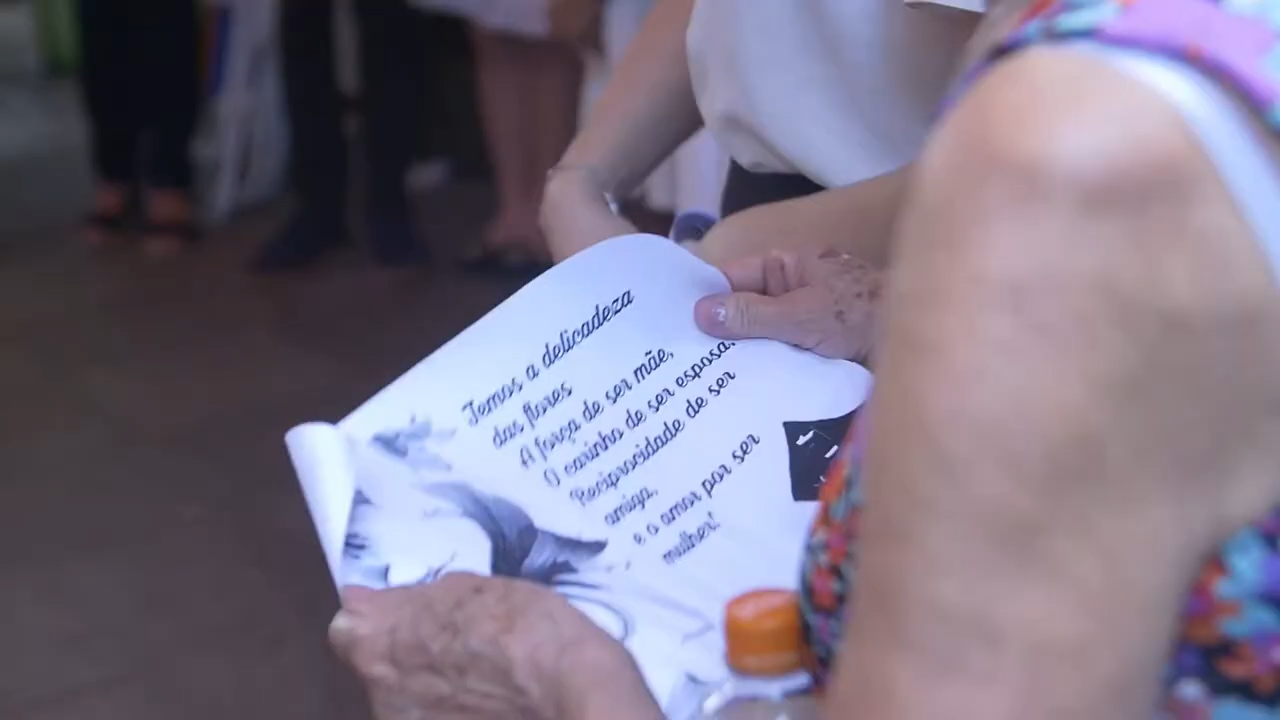 Temos a delicadeza
das flores
A força de ser mãe,
O carinho de ser esposa,
Reciprocidade de ser
amiga,
e o amor por ser
mulher!